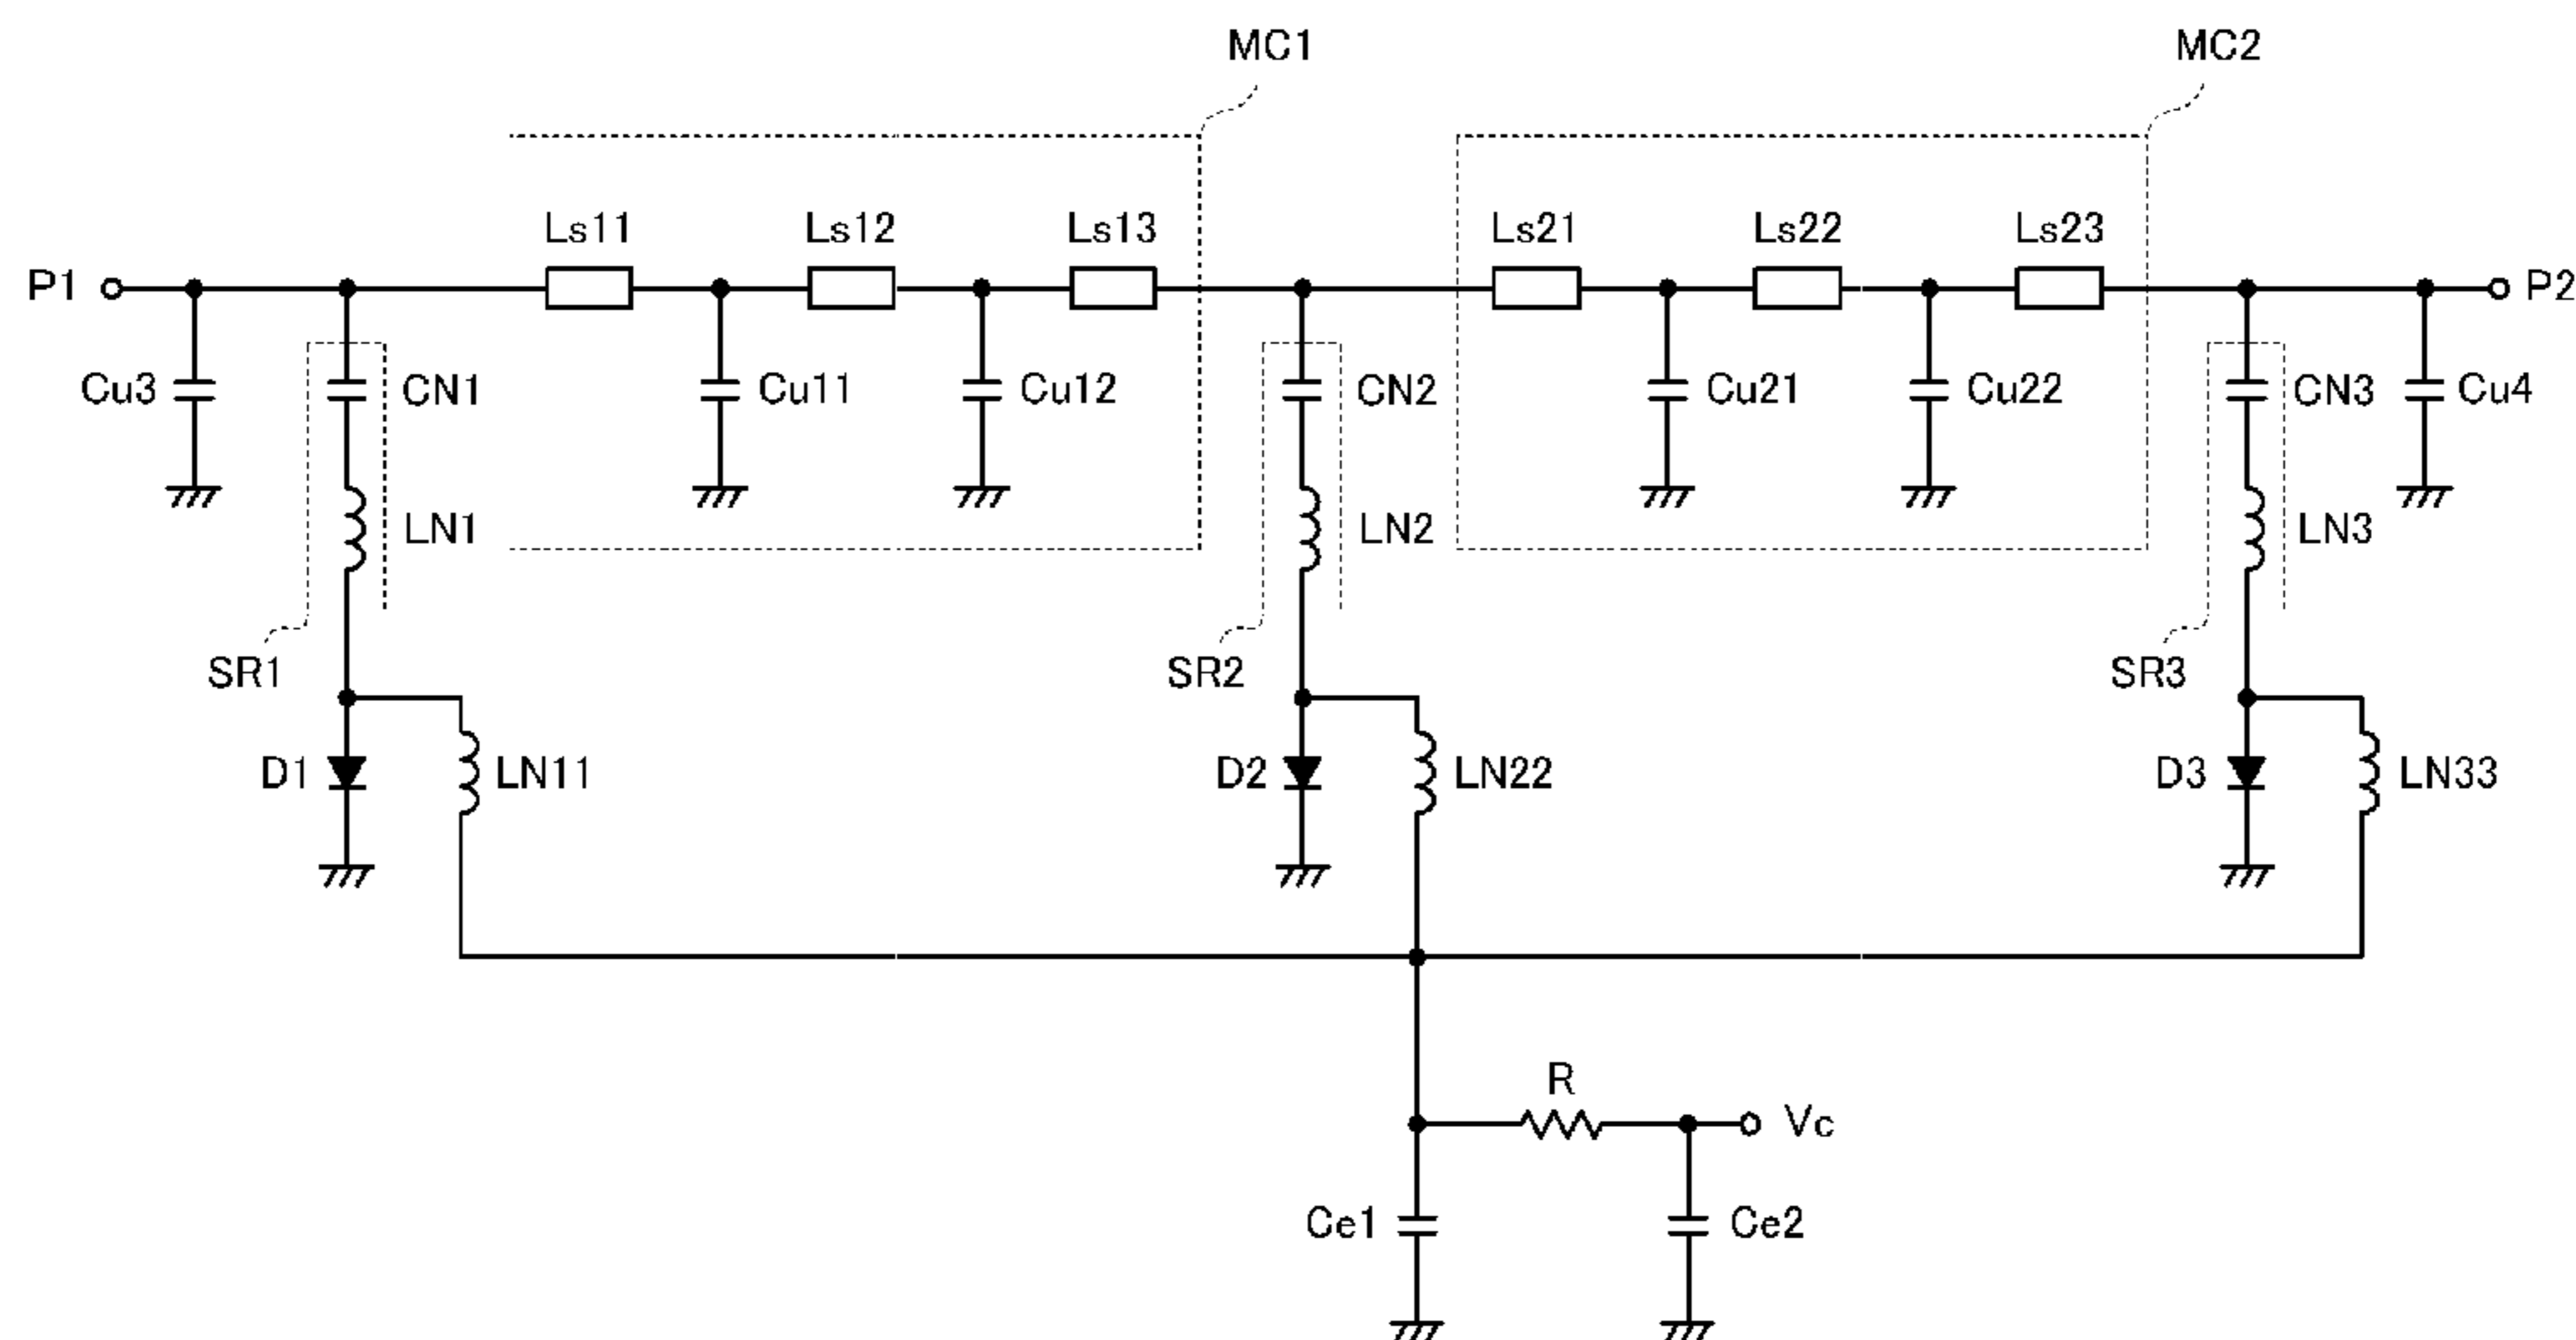 MC1 MC2
Ls11 Ls12 Ls13 Ls21 Ls22 Ls23
P1 P2
Cu3 CN1 Cu11 Cu12 CN2 Cu21 Cu22 CN3 Cu4
LN1 LN2 LN3
SR1 SR2 SR3
D1 LN11 D2 LN22 D3 LN33
R
Vc
Ce1 Ce2